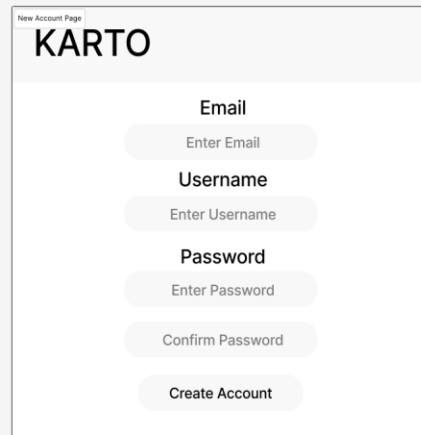 New Account Page
KARTO
Email
Enter Email
Username
Enter Username
Password
Enter Password
Confirm Password
Create Account